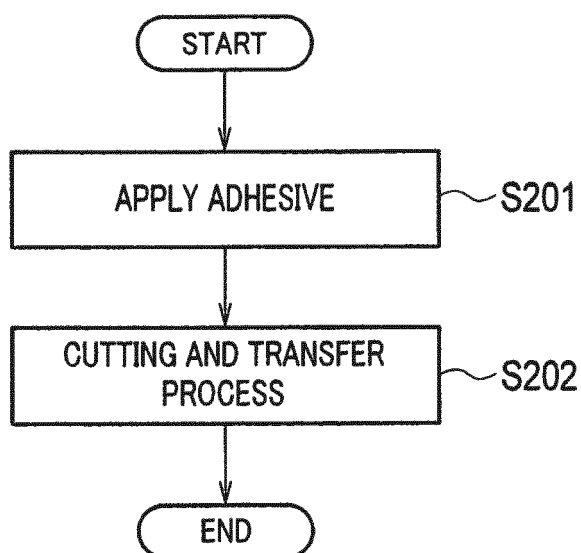 START
APPLY ADHESIVE
S201
CUTTING AND TRANSFER
PROCESS
S202
END